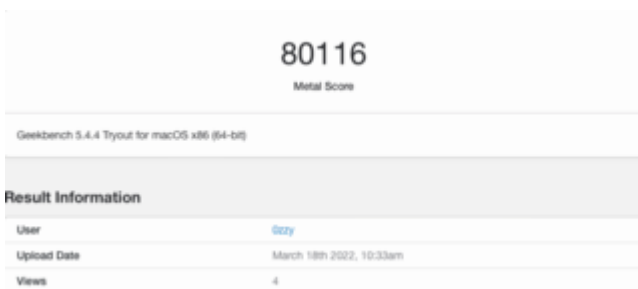 80116
Metal Score
Geekbench 5.4.4 Tryout for macOS x86 (64-bit)
Result Information
User 0zzy
Upload Date March 18th 2022, 10:33am
Views 4